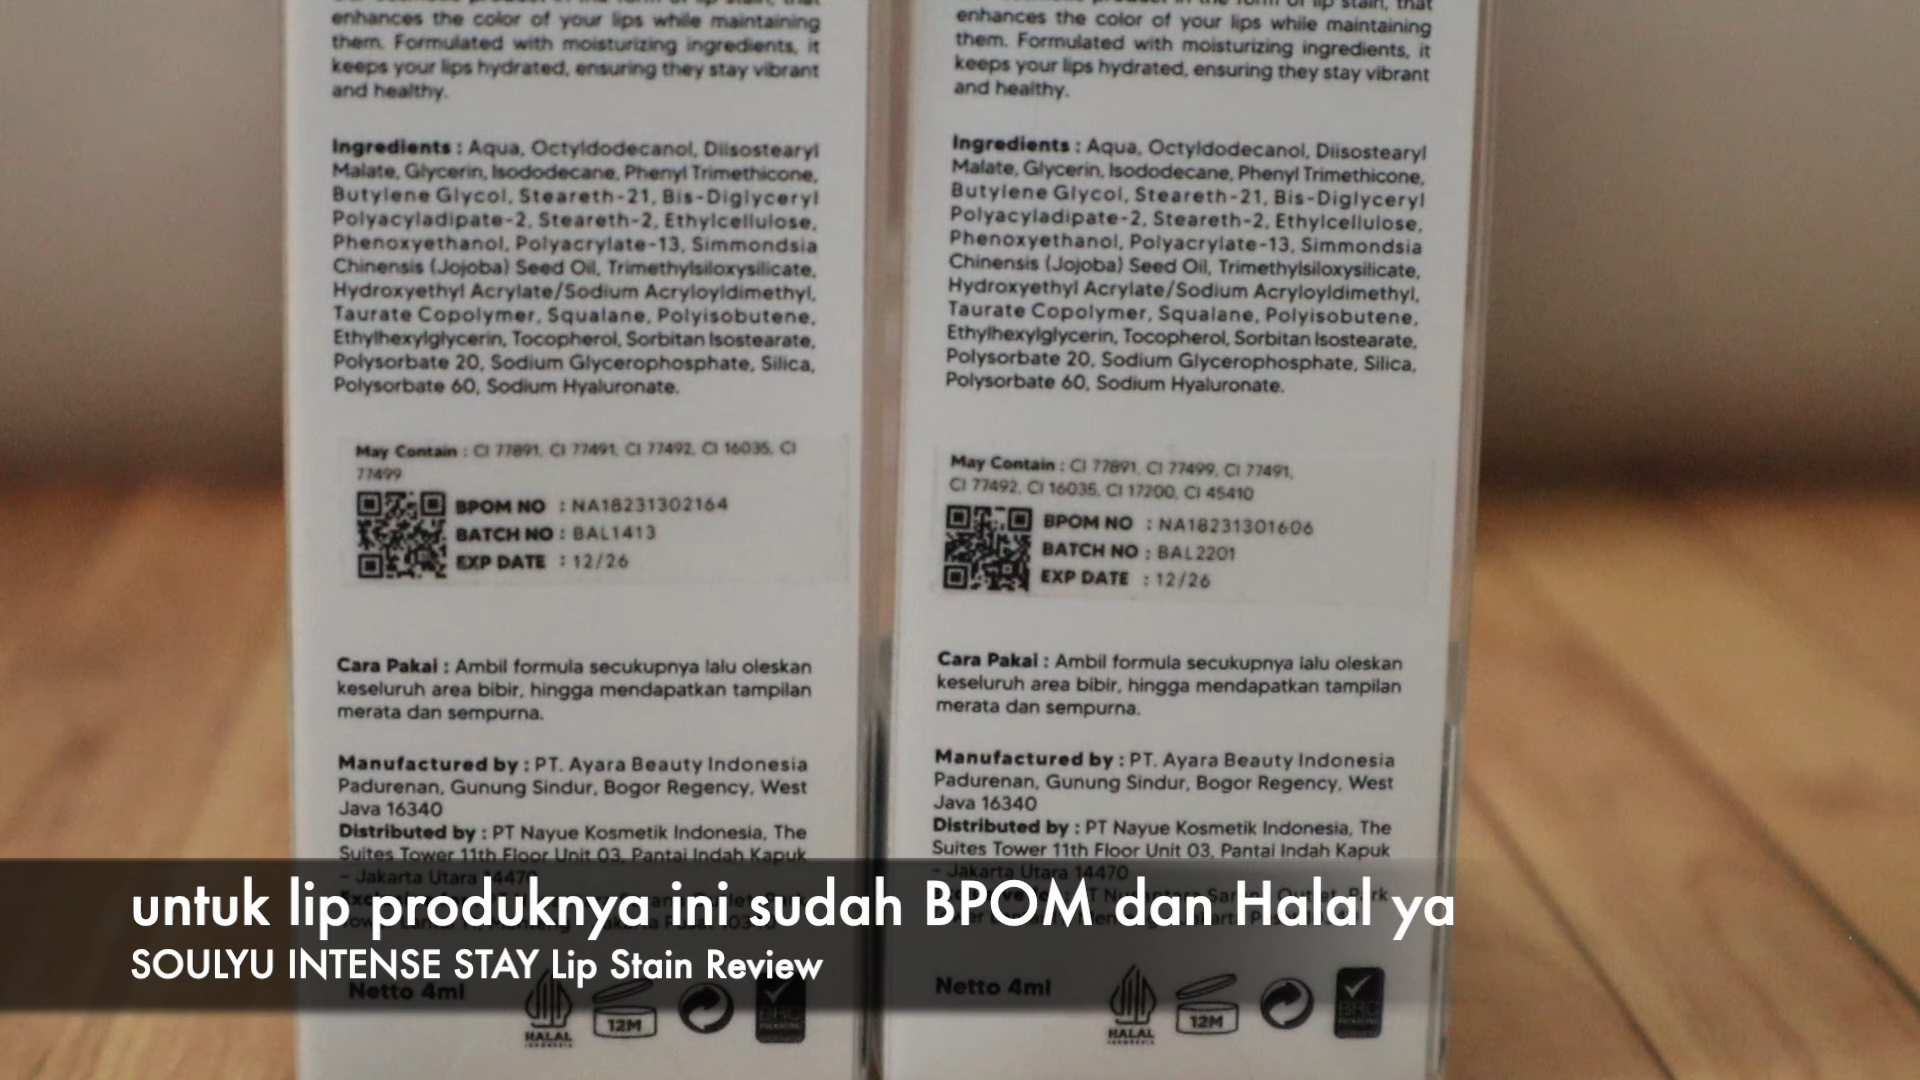 enhances the color of your lips while maintaining
them. Formulated with moisturizing ingredients, it
keeps your lips hydrated, ensuring they stay vibrant
and healthy.
Ingredients : Aqua, Octyldodecanol, Diisostearyl
Malate, Glycerin, Isododecane, Phenyl Trimethicone,
Butylene Glycol, Steareth-21, Bis-Diglyceryl
Polyacyladipate-2, Steareth-2, Ethylcellulose,
Phenoxyethanol, Polyacrylate-13, Simmondsia
Chinensis (Jojoba) Seed Oil, Trimethylsiloxysilicate,
Hydroxyethyl Acrylate/Sodium Acryloyldimethyl,
Taurate Copolymer, Squalane, Polyisobutene,
Ethylhexylglycerin, Tocopherol, Sorbitan Isostearate,
Polysorbate 20, Sodium Glycerophosphate, Silica,
Polysorbate 60, Sodium Hyaluronate.
May Contain : CI 77891, CI 77491, CI 77492, CI 16035, CI
77499
BPOM NO : NA18231302164
BATCH NO : BAL1413
EXP DATE : 12/26
Cara Pakai : Ambil formula secukupnya lalu oleskan
keseluruh area bibir, hingga mendapatkan tampilan
merata dan sempurna.
Manufactured by : PT. Ayara Beauty Indonesia
Padurenan, Gunung Sindur, Bogor Regency, West
Java 16340
Distributed by : PT Nayue Kosmetik Indonesia, The
Suites Tower 11th Floor Unit 03, Pantai Indah Kapuk
- Jakarta Utara 14470
Netto 4ml
HALAL
INDONESIA
12M
BRC
enhances the color of your lips while maintaining
them. Formulated with moisturizing ingredients, it
keeps your lips hydrated, ensuring they stay vibrant
and healthy.
Ingredients : Aqua, Octyldodecanol, Diisostearyl
Malate, Glycerin, Isododecane, Phenyl Trimethicone,
Butylene Glycol, Steareth-21, Bis-Diglyceryl
Polyacyladipate-2, Steareth-2, Ethylcellulose,
Phenoxyethanol, Polyacrylate-13, Simmondsia
Chinensis (Jojoba) Seed Oil, Trimethylsiloxysilicate,
Hydroxyethyl Acrylate/Sodium Acryloyldimethyl,
Taurate Copolymer, Squalane, Polyisobutene,
Ethylhexylglycerin, Tocopherol, Sorbitan Isostearate,
Polysorbate 20, Sodium Glycerophosphate, Silica,
Polysorbate 60, Sodium Hyaluronate.
May Contain : CI 77891, CI 77499, CI 77491,
CI 77492, CI 16035, CI 17200, CI 45410
BPOM NO : NA18231301606
BATCH NO : BAL2201
EXP DATE : 12/26
Cara Pakai : Ambil formula secukupnya lalu oleskan
keseluruh area bibir, hingga mendapatkan tampilan
merata dan sempurna.
Manufactured by : PT. Ayara Beauty Indonesia
Padurenan, Gunung Sindur, Bogor Regency, West
Java 16340
Distributed by : PT Nayue Kosmetik Indonesia, The
Suites Tower 11th Floor Unit 03, Pantai Indah Kapuk
- Jakarta Utara 14470
Netto 4ml
HALAL
INDONESIA
12M
BRC
untuk lip produknya ini sudah BPOM dan Halal ya
SOULYU INTENSE STAY Lip Stain Review